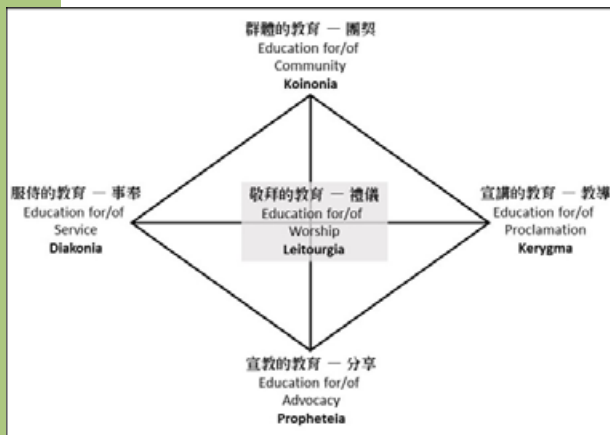 群體的教育 — 團契
Education for/of
Community
Koinonia
服侍的教育 — 事奉
Education for/of
Service
Diakonia
敬拜的教育 — 禮儀
Education for/of
Worship
Leitourgia
宣講的教育 — 教導
Education for/of
Proclamation
Kerygma
宣教的教育 — 分享
Education for/of
Advocacy
Propheteia